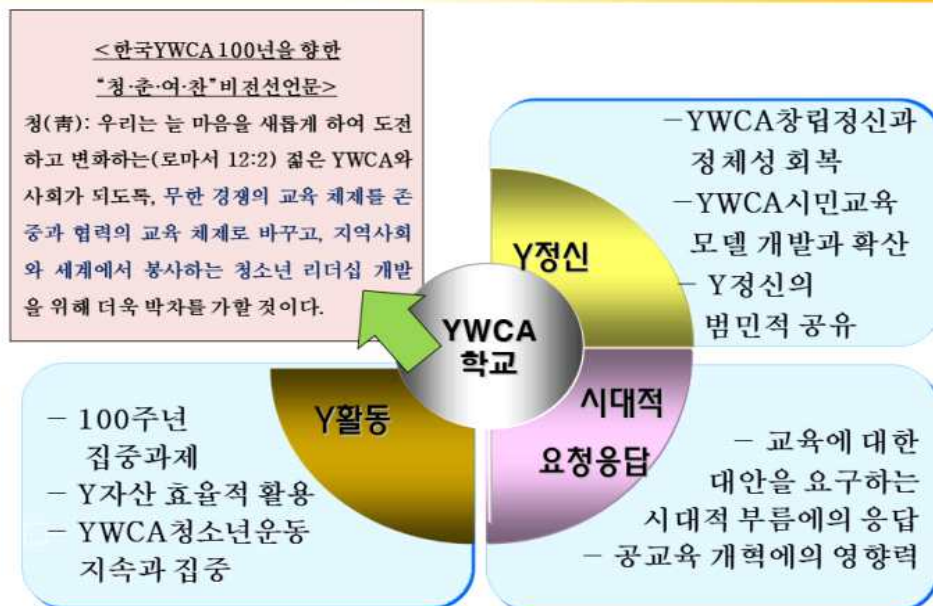 <한국YWCA 100년을 향한
"청·춘·여·찬"비전선언문>
청(靑): 우리는 늘 마음을 새롭게 하여 도전
하고 변화하는(로마서 12:2) 젊은 YWCA와
사회가 되도록, 무한 경쟁의 교육 체제를 존
중과 협력의 교육 체제로 바꾸고, 지역사회
와 세계에서 봉사하는 청소년 리더십 개발
을 위해 더욱 박차를 가할 것이다.
– YWCA창립정신과
정체성 회복
– YWCA시민교육
모델 개발과 확산
– Y정신의
범민적 공유
Y정신
YWCA
학교
Y활동
시대적
요청응답
– 100주년
집중과제
– Y자산 효율적 활용
– YWCA청소년운동
지속과 집중
– 교육에 대한
대안을 요구하는
시대적 부름에의 응답
– 공교육 개혁에의 영향력